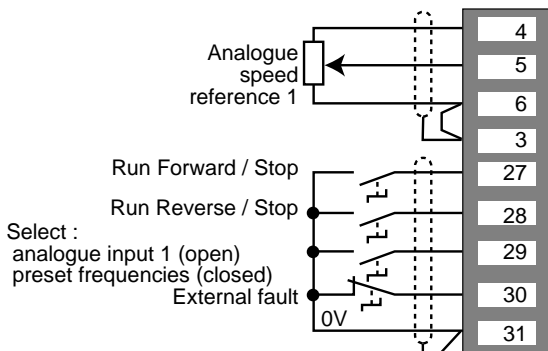 4
Analogue
speed
reference 1
5
6
3
Run Forward / Stop
27
Run Reverse / Stop
28
Select :
analogue input 1 (open)
preset frequencies (closed)
29
External fault
30
0V
31